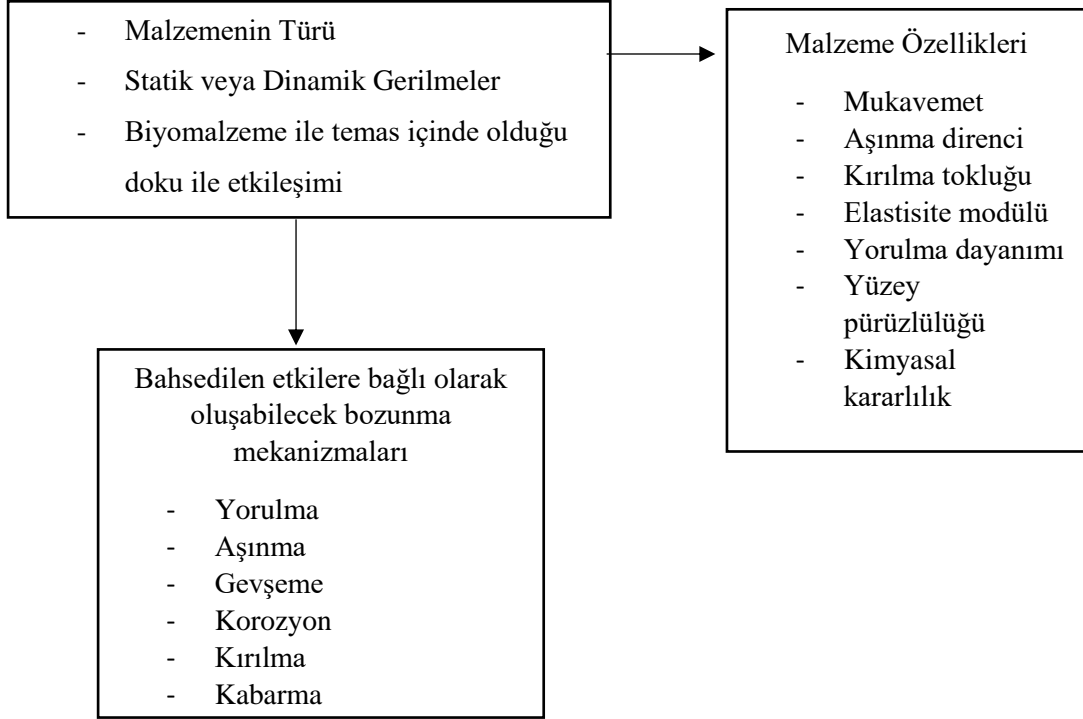 - Malzemenin Türü
- Statik veya Dinamik Gerilmeler
- Biyomalzeme ile temas içinde olduğu
doku ile etkileşimi
Malzeme Özellikleri
- Mukavemet
- Aşınma direnci
- Kırılma tokluğu
- Elastisite modülü
- Yorulma dayanımı
- Yüzey
pürüzlülüğü
- Kimyasal
kararlılık
Bahsedilen etkilere bağlı olarak
oluşabilecek bozunma
mekanizmaları
- Yorulma
- Aşınma
- Gevşeme
- Korozyon
- Kırılma
- Kabarma